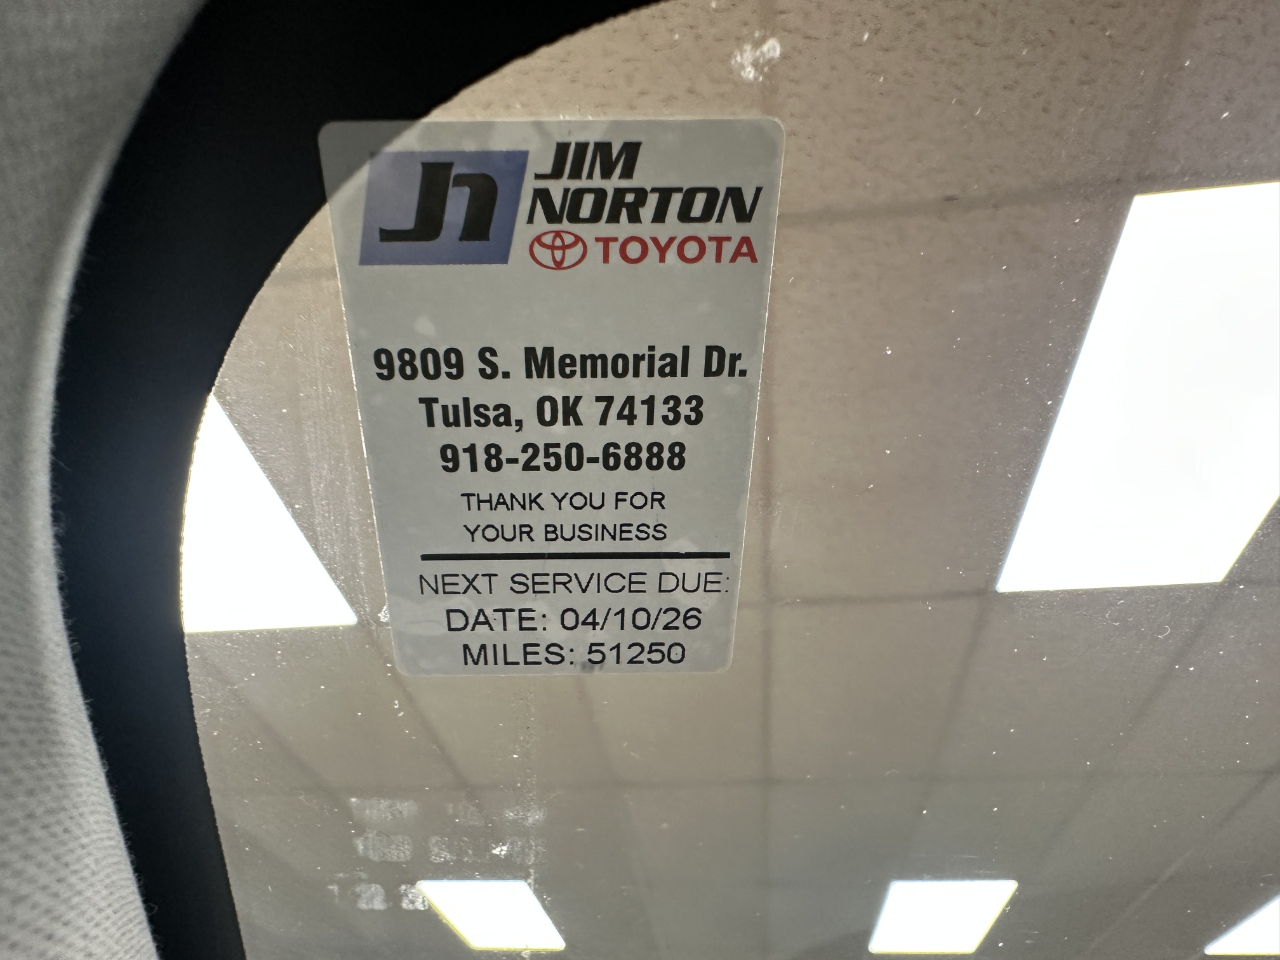 Jn
JIM
NORTON
TOYOTA
9809 S. Memorial Dr.
Tulsa, OK 74133
918-250-6888
THANK YOU FOR
YOUR BUSINESS
NEXT SERVICE DUE:
DATE: 04/10/26
MILES: 51250